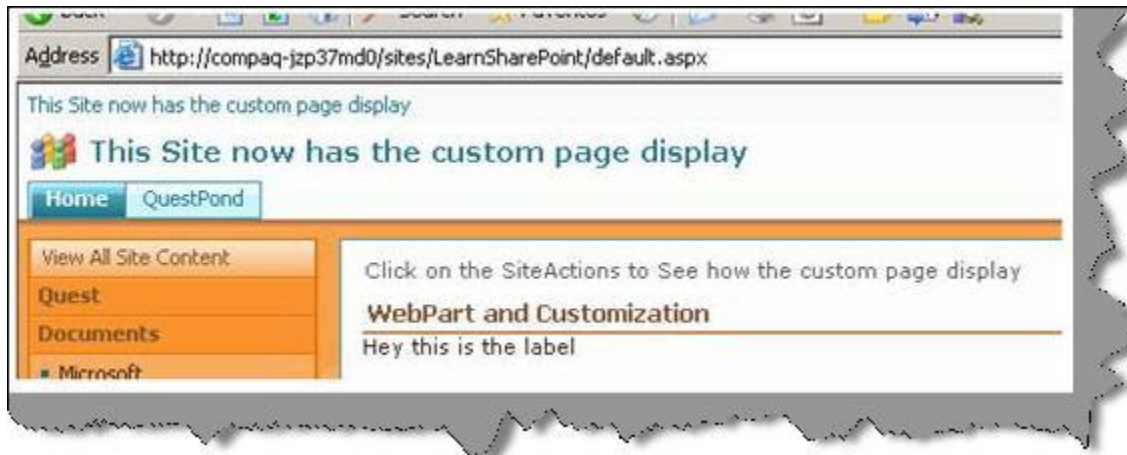 Address http://compaq-jzp37md0/sites/LearnSharePoint/default.aspx
This Site now has the custom page display
This Site now has the custom page display
Home QuestPond
View All Site Content
Quest
Documents
Microsoft
Click on the SiteActions to See how the custom page display
WebPart and Customization
Hey this is the label